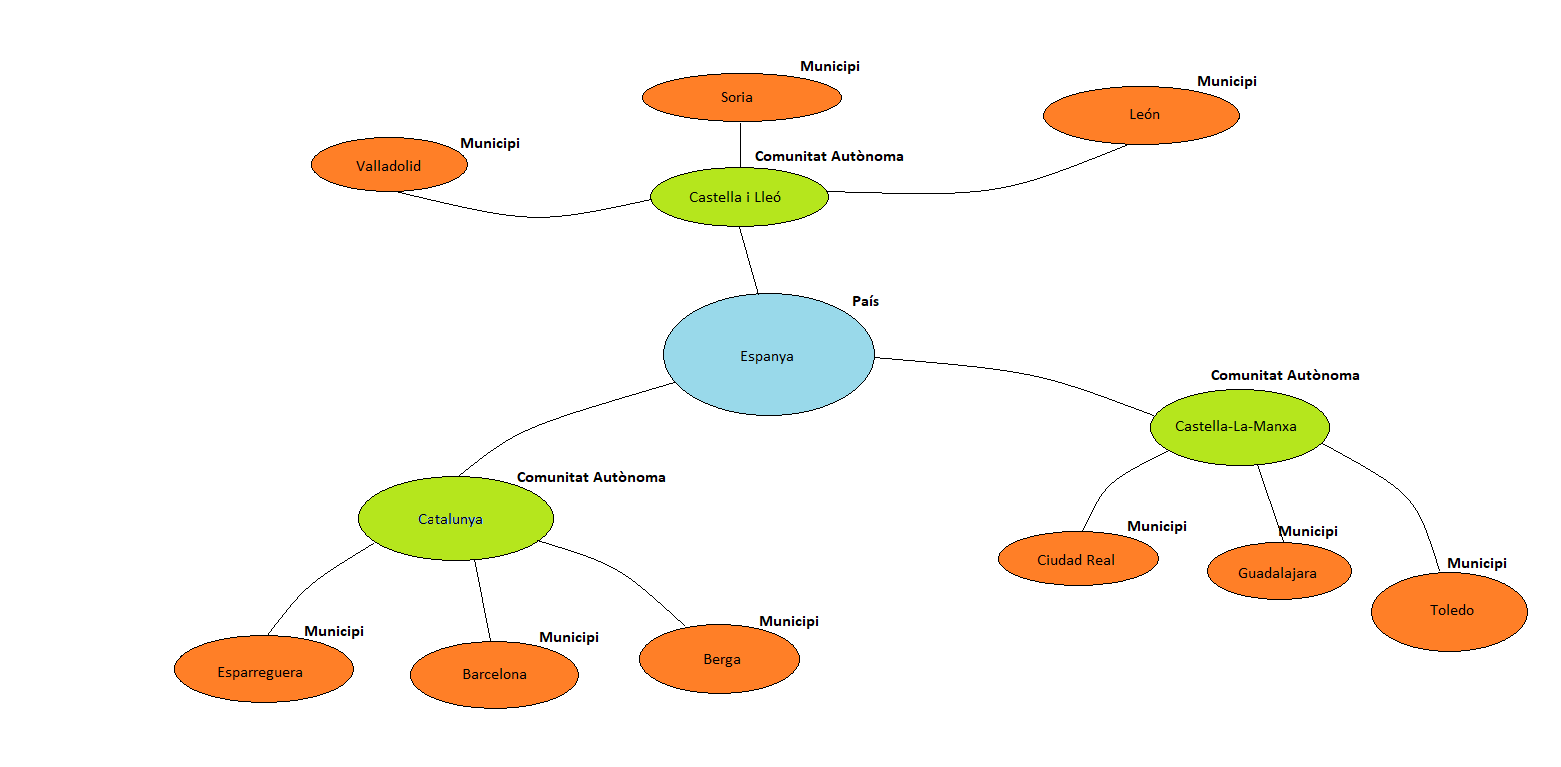 Municipi
Soria
Municipi
León
Municipi
Valladolid
Comunitat Autònoma
Castella i Lleó
País
Espanya
Comunitat Autònoma
Castella-La-Manxa
Comunitat Autònoma
Catalunya
Municipi
Ciudad Real
Municipi
Guadalajara
Municipi
Toledo
Municipi
Esparreguera
Municipi
Barcelona
Municipi
Berga